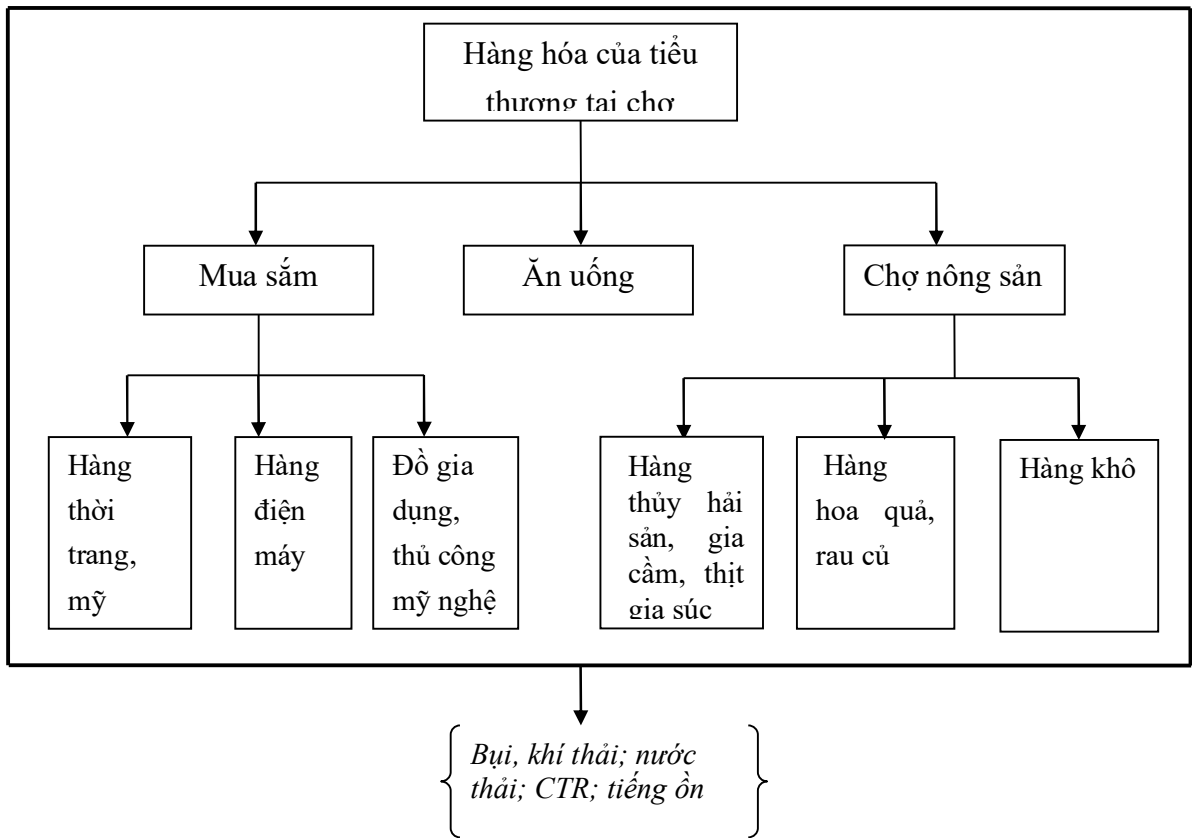 Hàng hóa của tiểu
thương tại chợ
Mua sắm
Ăn uống
Chợ nông sản
Hàng
thời
trang,
mỹ
Hàng
điện
máy
Đồ gia
dụng,
thủ công
mỹ nghệ
Hàng
thủy hải
sản, gia
cầm, thịt
gia súc
Hàng
hoa quả,
rau củ
Hàng khô
Bụi, khí thải; nước
thải; CTR; tiếng ồn